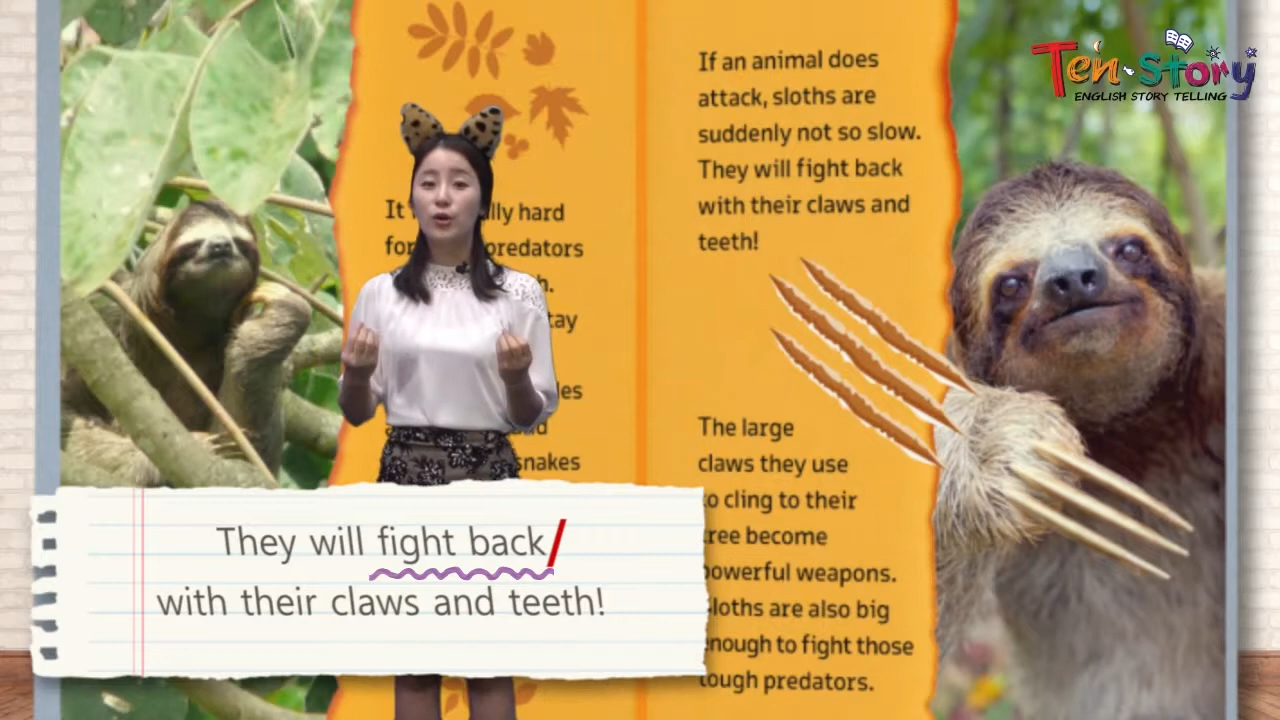 It lly hard
for predators
h.
tay
les
snakes
If an animal does
attack, sloths are
suddenly not so slow.
They will fight back
with their claws and
teeth!
The large
claws they use
to cling to their
tree become
powerful weapons.
Sloths are also big
enough to fight those
tough predators.
They will fight back/
with their claws and teeth!
Ten Story
ENGLISH STORY TELLING